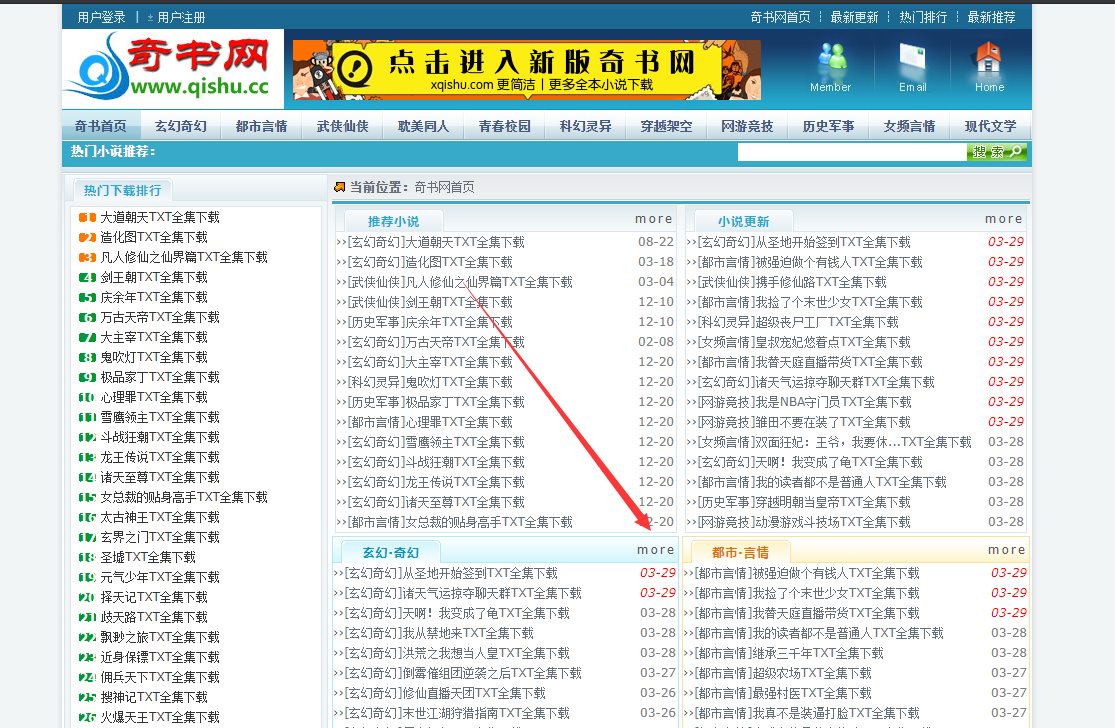 用户登录 | 用户注册
奇书网首页 ┆ 最新更新 ┆ 热门排行 ┆ 最新推荐
奇书网
www.qishu.cc
点击进入新版奇书网
xqishu.com 更简洁丨更多全本小说下载
Member Email Home
奇书首页 玄幻奇幻 都市言情 武侠仙侠 耽美同人 青春校园 科幻灵异 穿越架空 网游竞技 历史军事 女频言情 现代文学
热门小说推荐：
搜 索
热门下载排行
1 大道朝天TXT全集下载
2 造化图TXT全集下载
3 凡人修仙之仙界篇TXT全集下载
4 剑王朝TXT全集下载
5 庆余年TXT全集下载
6 万古天帝TXT全集下载
7 大主宰TXT全集下载
8 鬼吹灯TXT全集下载
9 极品家丁TXT全集下载
10 心理罪TXT全集下载
11 雪鹰领主TXT全集下载
12 斗战狂潮TXT全集下载
13 龙王传说TXT全集下载
14 诸天至尊TXT全集下载
15 女总裁的贴身高手TXT全集下载
16 太古神王TXT全集下载
17 玄界之门TXT全集下载
18 圣墟TXT全集下载
19 元气少年TXT全集下载
20 择天记TXT全集下载
21 歧天路TXT全集下载
22 飘渺之旅TXT全集下载
23 近身保镖TXT全集下载
24 佣兵天下TXT全集下载
25 搜神记TXT全集下载
26 火爆天王TXT全集下载
当前位置：奇书网首页
推荐小说 more
››[玄幻奇幻]大道朝天TXT全集下载 08-22
››[玄幻奇幻]造化图TXT全集下载 03-18
››[武侠仙侠]凡人修仙之仙界篇TXT全集下载 03-04
››[武侠仙侠]剑王朝TXT全集下载 12-10
››[历史军事]庆余年TXT全集下载 12-10
››[玄幻奇幻]万古天帝TXT全集下载 02-08
››[玄幻奇幻]大主宰TXT全集下载 12-20
››[科幻灵异]鬼吹灯TXT全集下载 12-20
››[历史军事]极品家丁TXT全集下载 12-20
››[都市言情]心理罪TXT全集下载 12-20
››[玄幻奇幻]雪鹰领主TXT全集下载 12-20
››[玄幻奇幻]斗战狂潮TXT全集下载 12-20
››[玄幻奇幻]龙王传说TXT全集下载 12-20
››[玄幻奇幻]诸天至尊TXT全集下载 12-20
››[都市言情]女总裁的贴身高手TXT全集下载 12-20
小说更新 more
››[玄幻奇幻]从圣地开始签到TXT全集下载 03-29
››[都市言情]被强迫做个有钱人TXT全集下载 03-29
››[武侠仙侠]携手修仙路TXT全集下载 03-29
››[都市言情]我捡了个末世少女TXT全集下载 03-29
››[科幻灵异]超级丧尸工厂TXT全集下载 03-29
››[女频言情]皇叔宠妃悠着点TXT全集下载 03-29
››[都市言情]我替天庭直播带货TXT全集下载 03-29
››[玄幻奇幻]诸天气运掠夺聊天群TXT全集下载 03-29
››[网游竞技]我是NBA守门员TXT全集下载 03-29
››[网游竞技]雏田不要在装了TXT全集下载 03-29
››[女频言情]双面狂妃：王爷，我要休...TXT全集下载 03-28
››[玄幻奇幻]天啊！我变成了龟TXT全集下载 03-28
››[都市言情]我的读者都不是普通人TXT全集下载 03-28
››[历史军事]穿越明朝当皇帝TXT全集下载 03-28
››[网游竞技]动漫游戏斗技场TXT全集下载 03-28
玄幻·奇幻 more
››[玄幻奇幻]从圣地开始签到TXT全集下载 03-29
››[玄幻奇幻]诸天气运掠夺聊天群TXT全集下载 03-29
››[玄幻奇幻]天啊！我变成了龟TXT全集下载 03-28
››[玄幻奇幻]我从禁地来TXT全集下载 03-28
››[玄幻奇幻]洪荒之我想当人皇TXT全集下载 03-28
››[玄幻奇幻]倒霉催组团逆袭之后TXT全集下载 03-27
››[玄幻奇幻]修仙直播天团TXT全集下载 03-26
››[玄幻奇幻]末世江湖狩猎指南TXT全集下载 03-26
都市·言情 more
››[都市言情]被强迫做个有钱人TXT全集下载 03-29
››[都市言情]我捡了个末世少女TXT全集下载 03-29
››[都市言情]我替天庭直播带货TXT全集下载 03-29
››[都市言情]我的读者都不是普通人TXT全集下载 03-28
››[都市言情]继承三千年TXT全集下载 03-28
››[都市言情]超级农场TXT全集下载 03-27
››[都市言情]最强村医TXT全集下载 03-27
››[都市言情]我真不是装逼打脸TXT全集下载 03-27